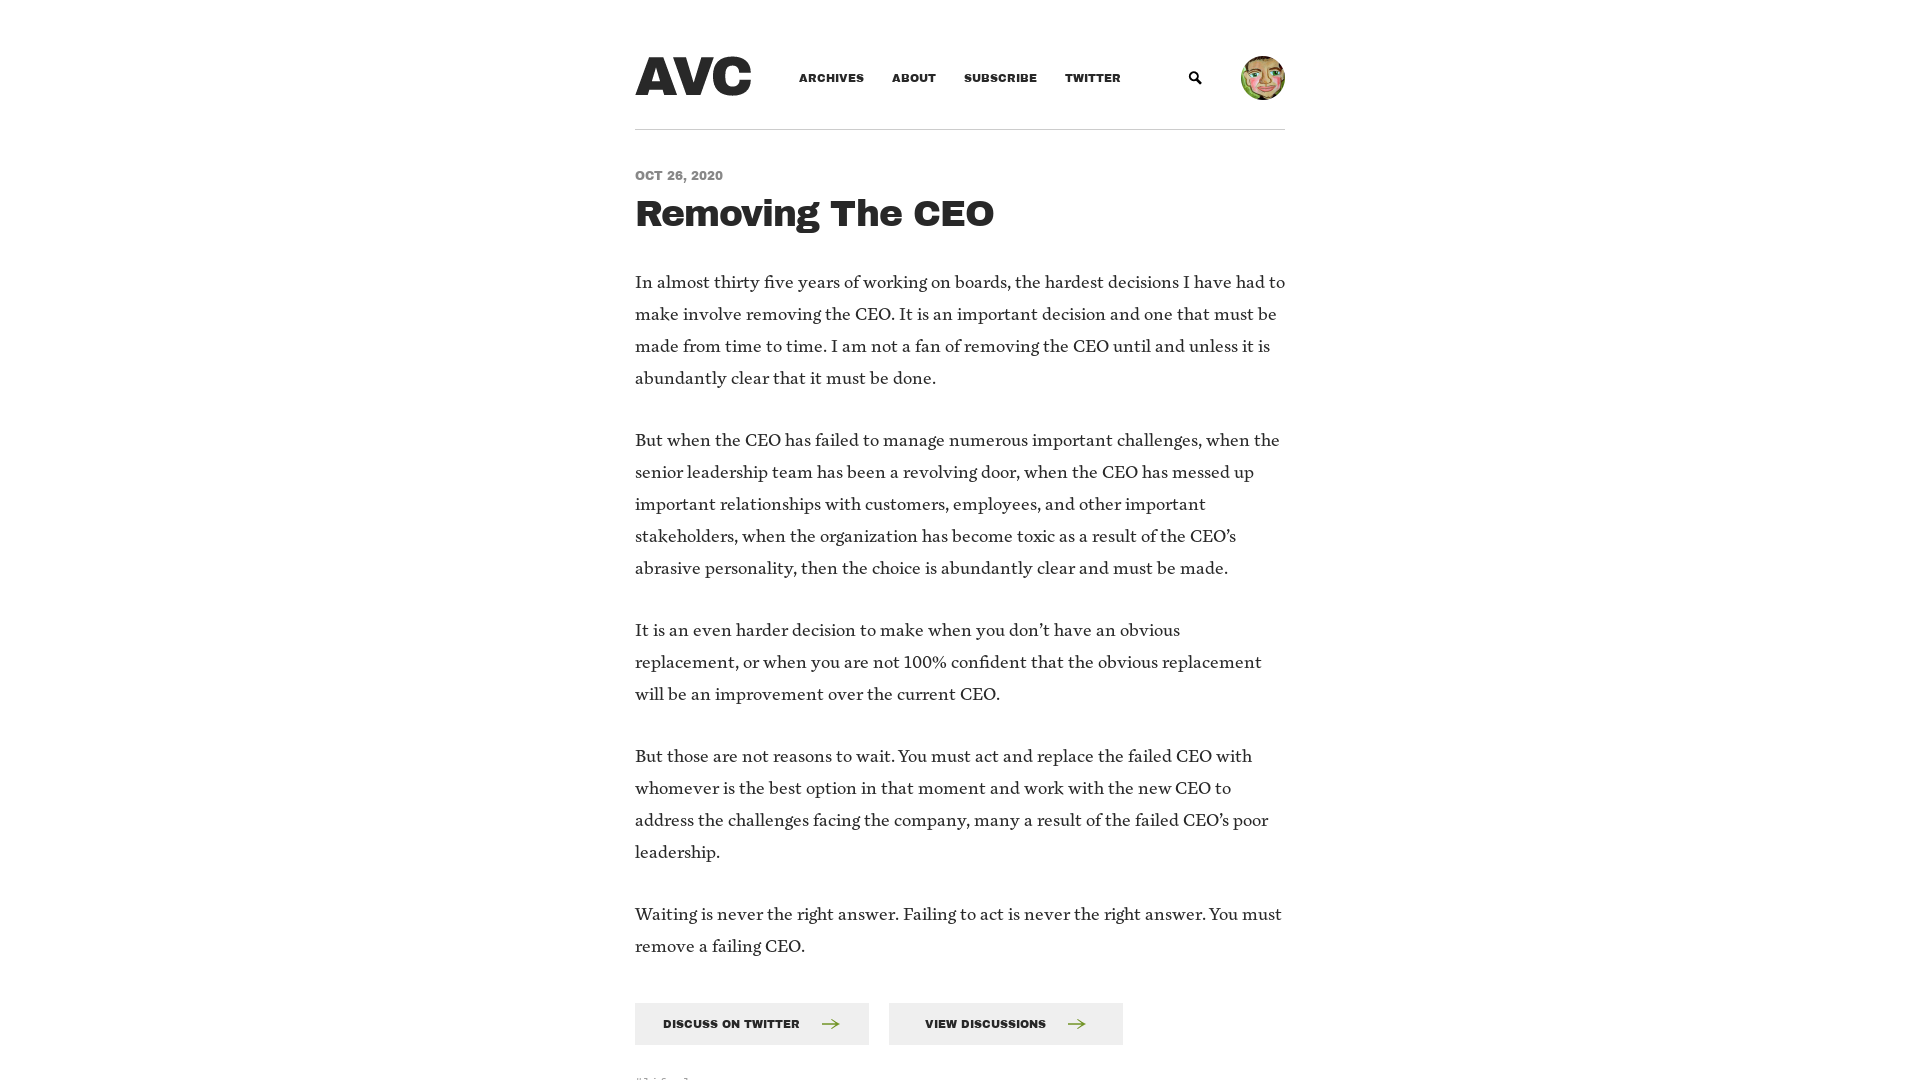 AVC
ARCHIVES ABOUT SUBSCRIBE TWITTER
OCT 26, 2020
Removing The CEO
In almost thirty five years of working on boards, the hardest decisions I have had to
make involve removing the CEO. It is an important decision and one that must be
made from time to time. I am not a fan of removing the CEO until and unless it is
abundantly clear that it must be done.
But when the CEO has failed to manage numerous important challenges, when the
senior leadership team has been a revolving door, when the CEO has messed up
important relationships with customers, employees, and other important
stakeholders, when the organization has become toxic as a result of the CEO’s
abrasive personality, then the choice is abundantly clear and must be made.
It is an even harder decision to make when you don’t have an obvious
replacement, or when you are not 100% confident that the obvious replacement
will be an improvement over the current CEO.
But those are not reasons to wait. You must act and replace the failed CEO with
whomever is the best option in that moment and work with the new CEO to
address the challenges facing the company, many a result of the failed CEO’s poor
leadership.
Waiting is never the right answer. Failing to act is never the right answer. You must
remove a failing CEO.
DISCUSS ON TWITTER
VIEW DISCUSSIONS